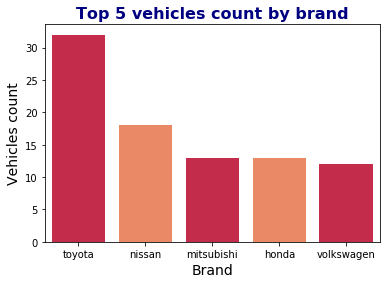 Top 5 vehicles count by brand
Vehicles count
30
25
20
15
10
5
0
toyota nissan mitsubishi honda volkswagen
Brand